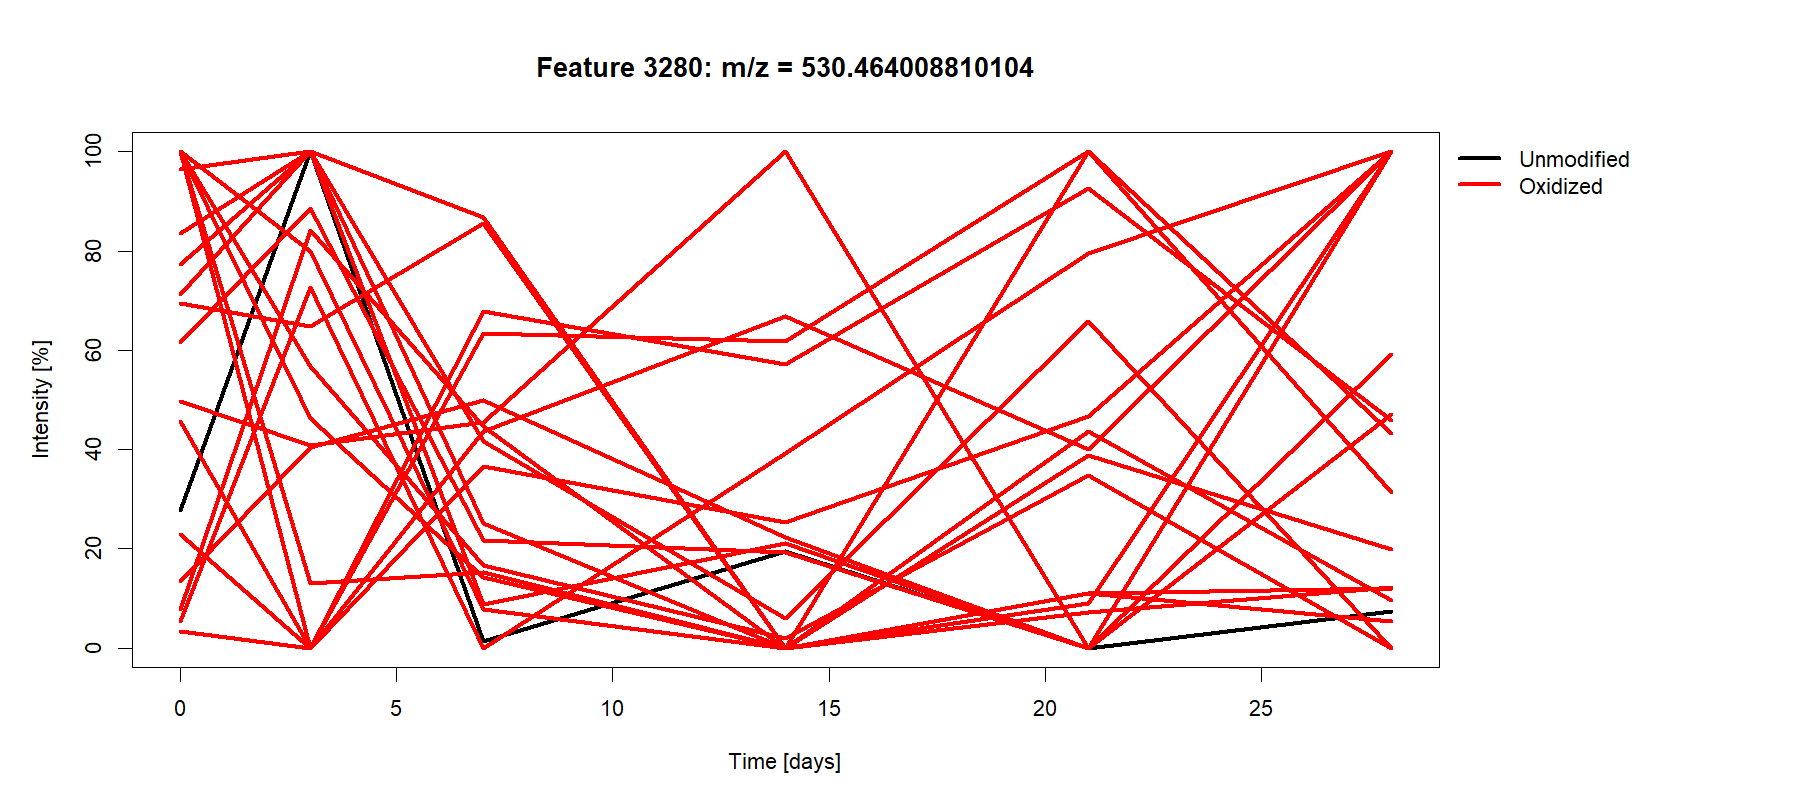 Feature 3280: m/z = 530.464008810104
Unmodified
Oxidized
Intensity [%]
100
80
60
40
20
0
0 5 10 15 20 25
Time [days]